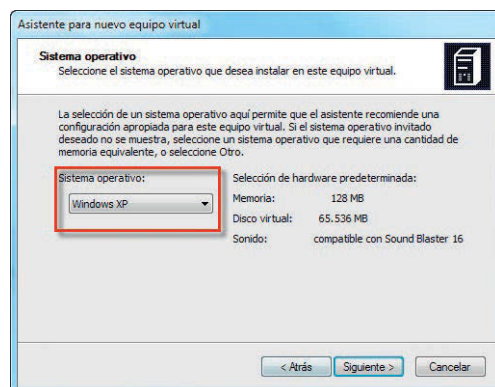 Asistente para nuevo equipo virtual
Sistema operativo
Seleccione el sistema operativo que desea instalar en este equipo virtual.
La selección de un sistema operativo aquí permite que el asistente recomiende una
configuración apropiada para este equipo virtual. Si el sistema operativo invitado
deseado no se muestra, seleccione un sistema operativo que requiere una cantidad de
memoria equivalente, o seleccione Otro.
Sistema operativo:
Windows XP
Selección de hardware predeterminada:
Memoria: 128 MB
Disco virtual: 65.536 MB
Sonido: compatible con Sound Blaster 16
< Atrás Siguiente > Cancelar